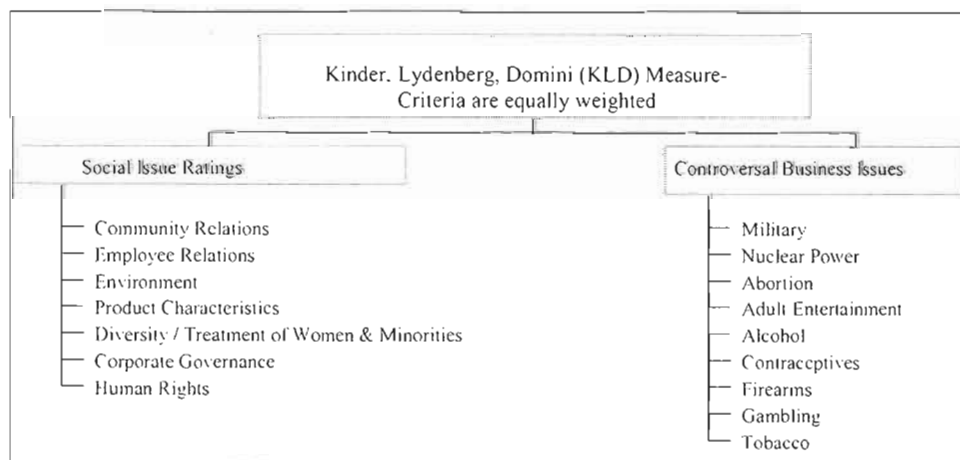 Kinder. Lydenberg, Domini (KLD) Measure-
Criteria are equally weighted
Social Issue Ratings
Community Relations
Employee Relations
Environment
Product Characteristics
Diversity / Treatment of Women & Minorities
Corporate Governance
Human Rights
Controversal Business Issues
Military
Nuclear Power
Abortion
Adult Entertainment
Alcohol
Contraceptives
Firearms
Gambling
Tobacco